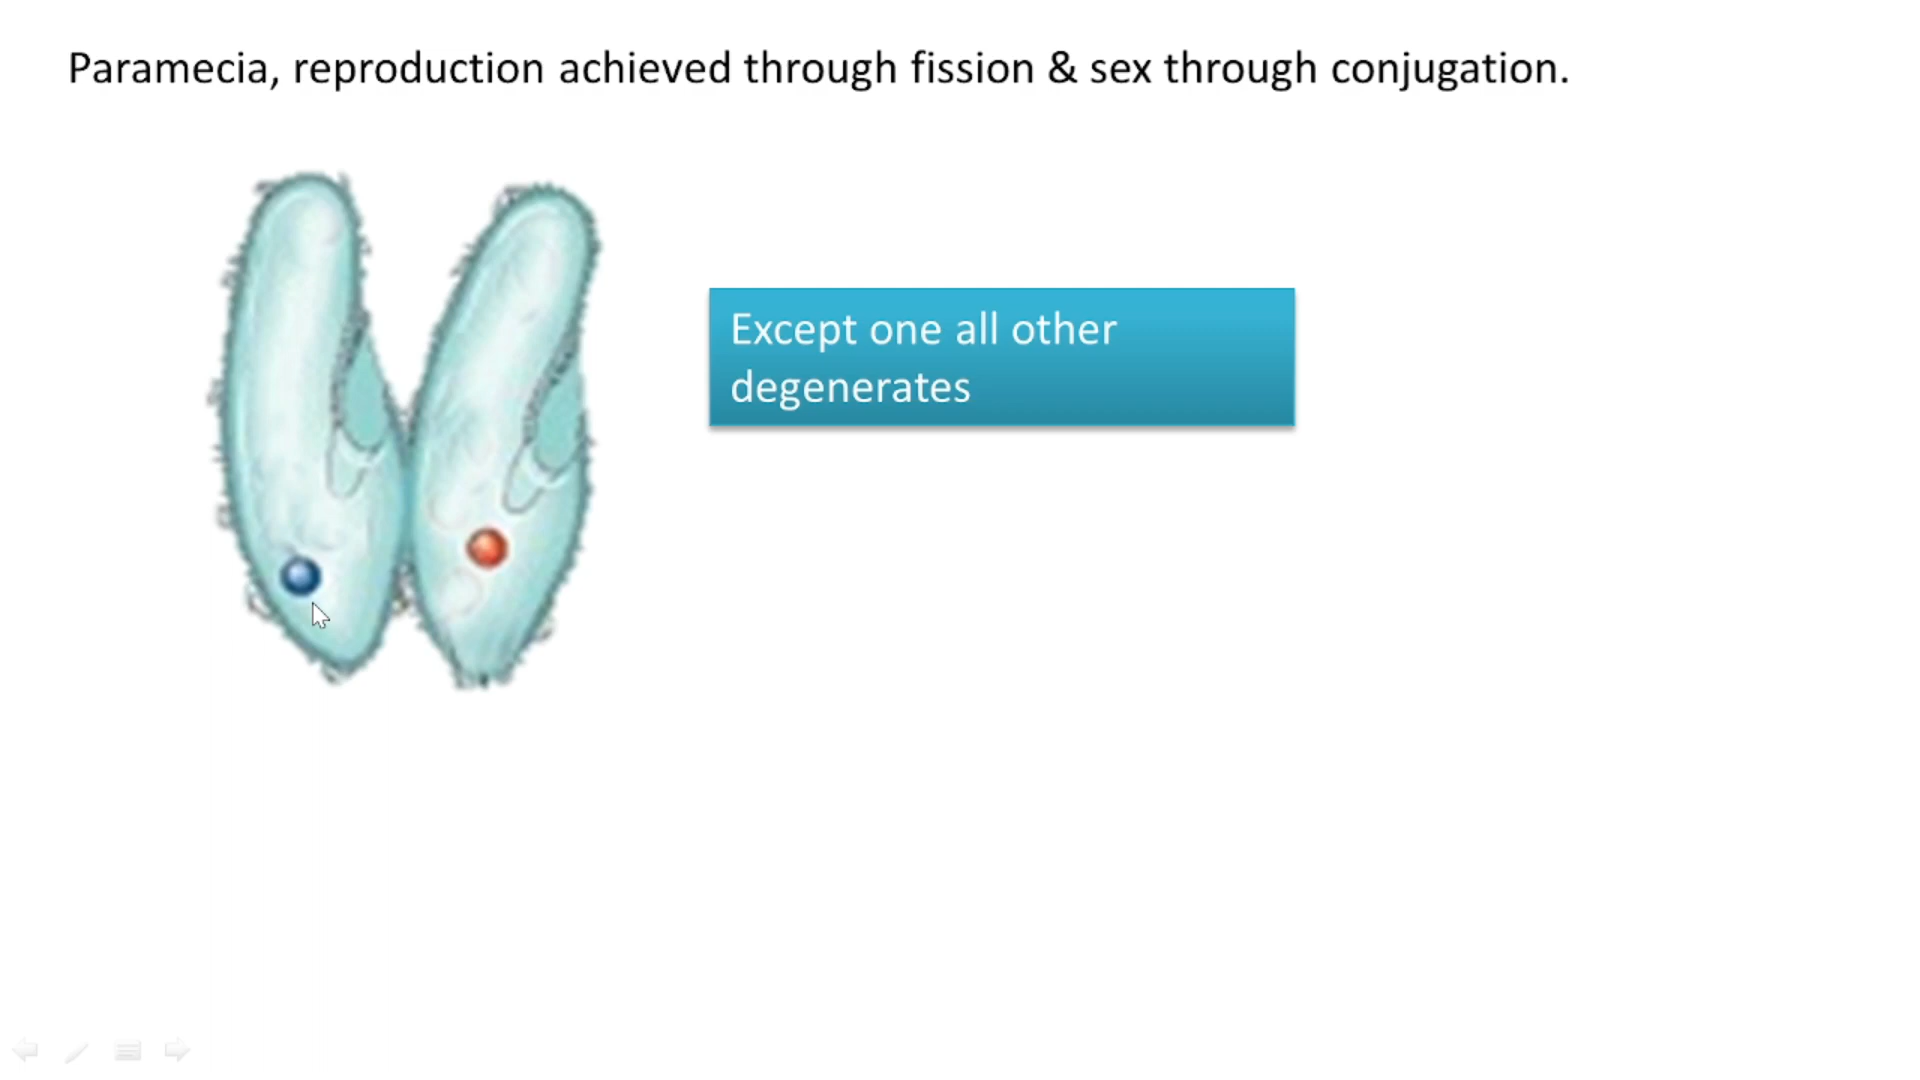 Paramecia, reproduction achieved through fission & sex through conjugation.
Except one all other
degenerates